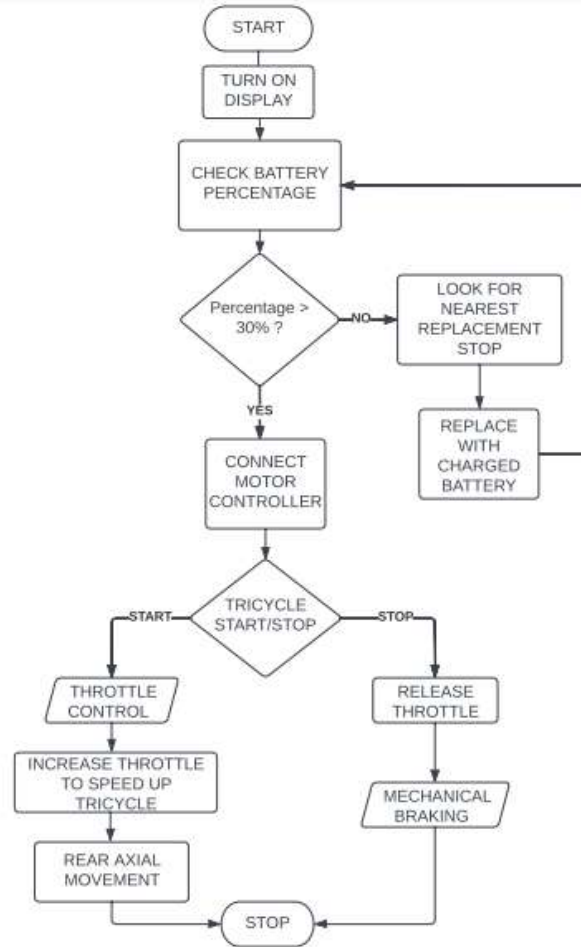 START
TURN ON
DISPLAY
CHECK BATTERY
PERCENTAGE
Percentage >
30% ?
NO
LOOK FOR
NEAREST
REPLACEMENT
STOP
REPLACE
WITH
CHARGED
BATTERY
YES
CONNECT
MOTOR
CONTROLLER
TRICYCLE
START/STOP
START
STOP
THROTTLE
CONTROL
INCREASE THROTTLE
TO SPEED UP
TRICYCLE
REAR AXIAL
MOVEMENT
RELEASE
THROTTLE
MECHANICAL
BRAKING
STOP